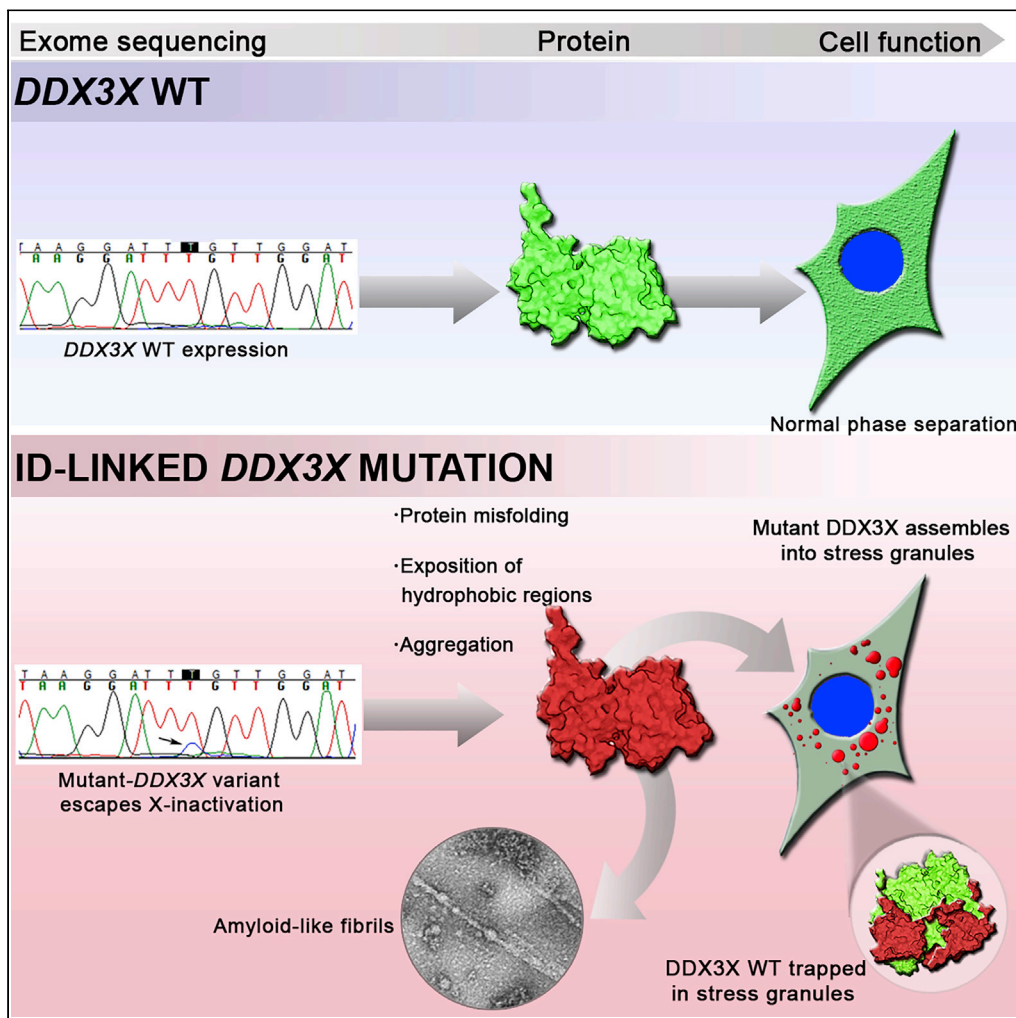 Exome sequencing
Protein
Cell function
DDX3X WT
T A A G G A T T T G T T G G A T
A A G G A T T T G T T G G A T
DDX3X WT expression
Normal phase separation
ID-LINKED DDX3X MUTATION
·Protein misfolding
·Exposition of
hydrophobic regions
·Aggregation
Mutant DDX3X assembles
into stress granules
T A A G G A T T T G T T G G A T
T A A G G A T T T G T T G G A T
Mutant-DDX3X variant
escapes X-inactivation
Amyloid-like fibrils
DDX3X WT trapped
in stress granules